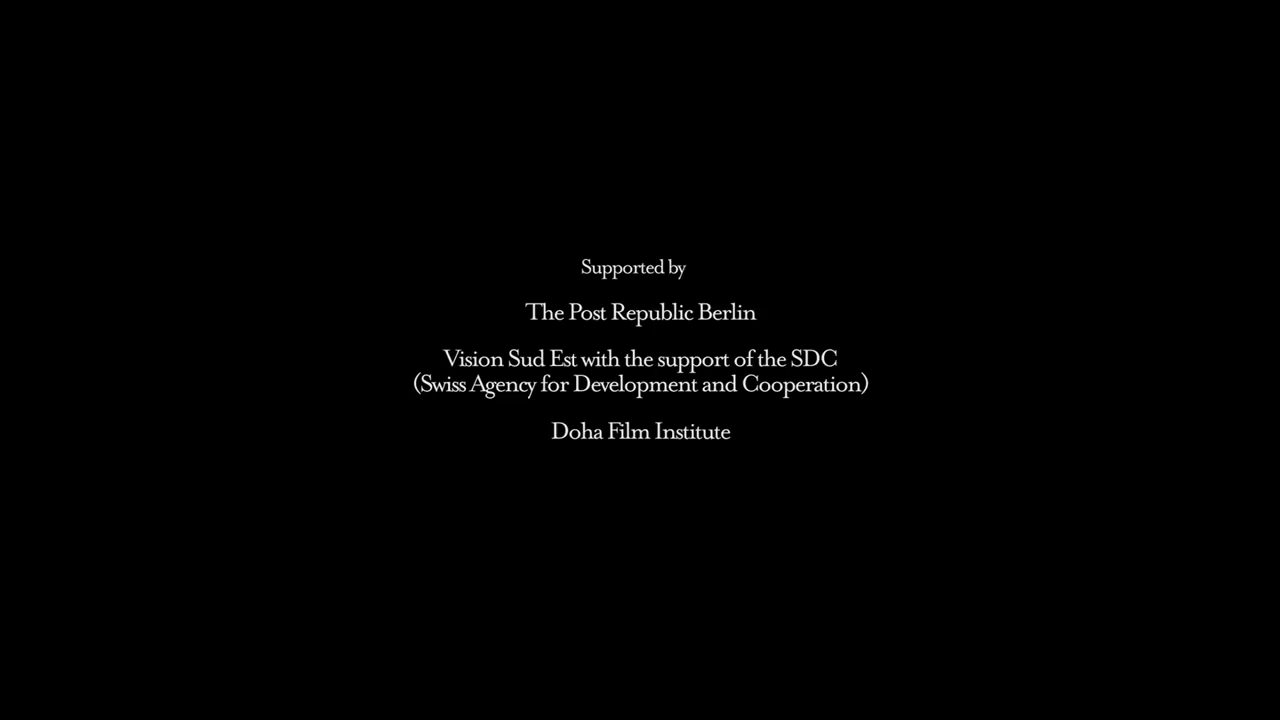 Supported by
The Post Republic Berlin
Vision Sud Est with the support of the SDC
(Swiss Agency for Development and Cooperation)
Doha Film Institute